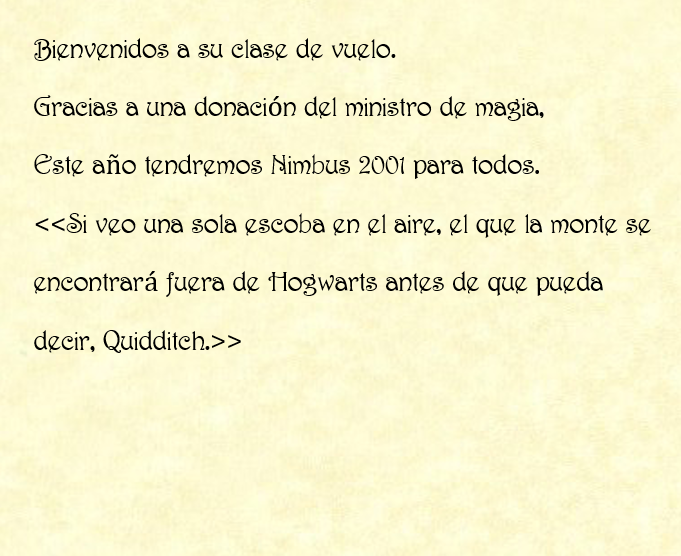 Bienvenidos a su clase de vuelo.
Gracias a una donación del ministro de magia,
Este año tendremos Nimbus 2001 para todos.
<<Si veo una sola escoba en el aire, el que la monte se
encontrará fuera de Hogwarts antes de que pueda
decir, Quidditch.>>